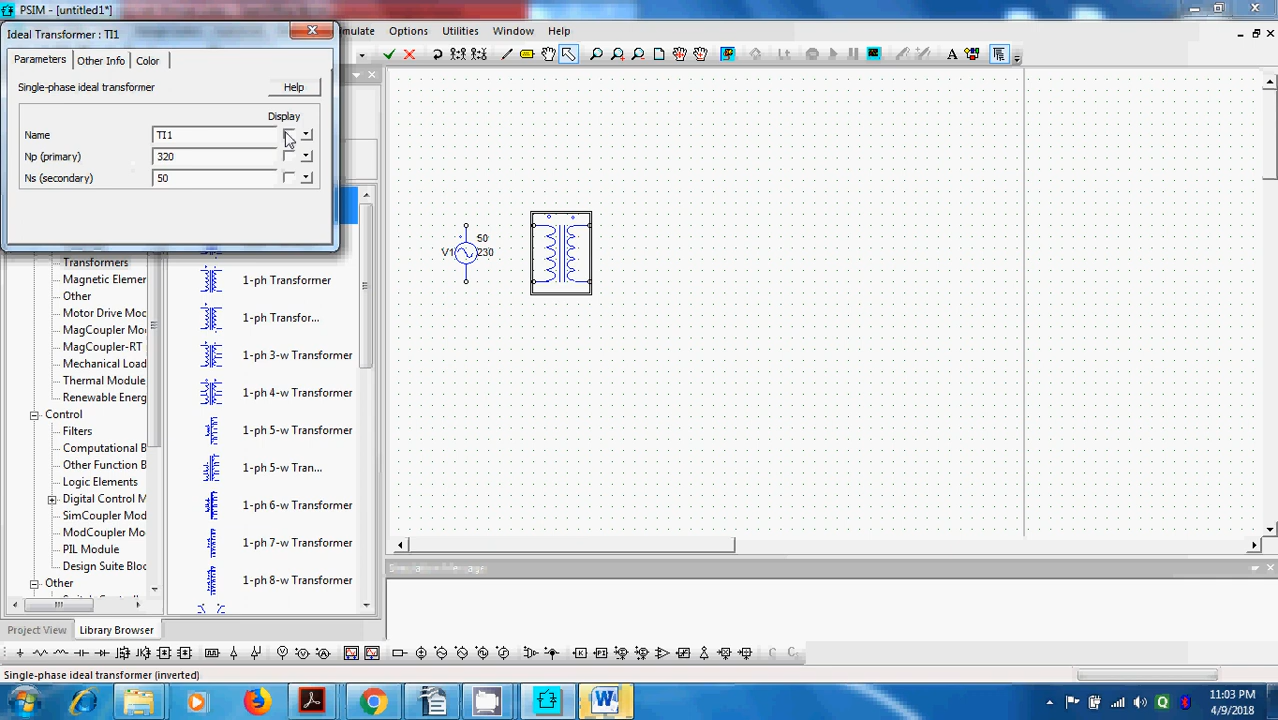 PSIM - [untitled1*]
Ideal Transformer : TI1
Options
Utilities
Window
Help
Parameters
Other Info
Color
Single-phase ideal transformer
Help
Display
Name
TI1
Np (primary)
320
Ns (secondary)
50
50
V1
230
Transformers
Magnetic Elemer
Other
Motor Drive Mod
MagCoupler Mo
MagCoupler-RT
Mechanical Load
Thermal Module
Renewable Energ
Control
Filters
Computational B
Other Function B
Logic Elements
Digital Control M
SimCoupler Mod
ModCoupler Mo
PIL Module
Design Suite Bloc
Other
1-ph Transformer
1-ph Transfor...
1-ph 3-w Transformer
1-ph 4-w Transformer
1-ph 5-w Transformer
1-ph 5-w Tran...
1-ph 6-w Transformer
1-ph 7-w Transformer
1-ph 8-w Transformer
Project View
Library Browser
Single-phase ideal transformer (inverted)
11:03 PM
4/9/2018